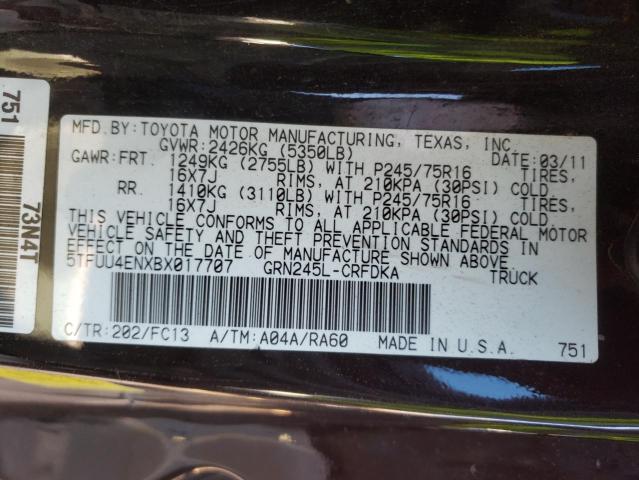 MFD.BY:TOYOTA MOTOR MANUFACTURING, TEXAS, INC.
GVWR:2426KG (5350LB) DATE:03/11
GAWR:FRT. 1249KG (2755LB) WITH P245/75R16 TIRES,
16X7J RIMS, AT 210KPA (30PSI) COLD
RR. 1410KG (3110LB) WITH P245/75R16 TIRES,
16X7J RIMS, AT 210KPA (30PSI) COLD
THIS VEHICLE CONFORMS TO ALL APPLICABLE FEDERAL MOTOR
VEHICLE SAFETY AND THEFT PREVENTION STANDARDS IN
EFFECT ON THE DATE OF MANUFACTURE SHOWN ABOVE
5TFUU4ENXBX017707 GRN245L-CRFDKA TRUCK
C/TR:202/FC13 A/TM:A04A/RA60 MADE IN U.S.A. 751
751
73N4T